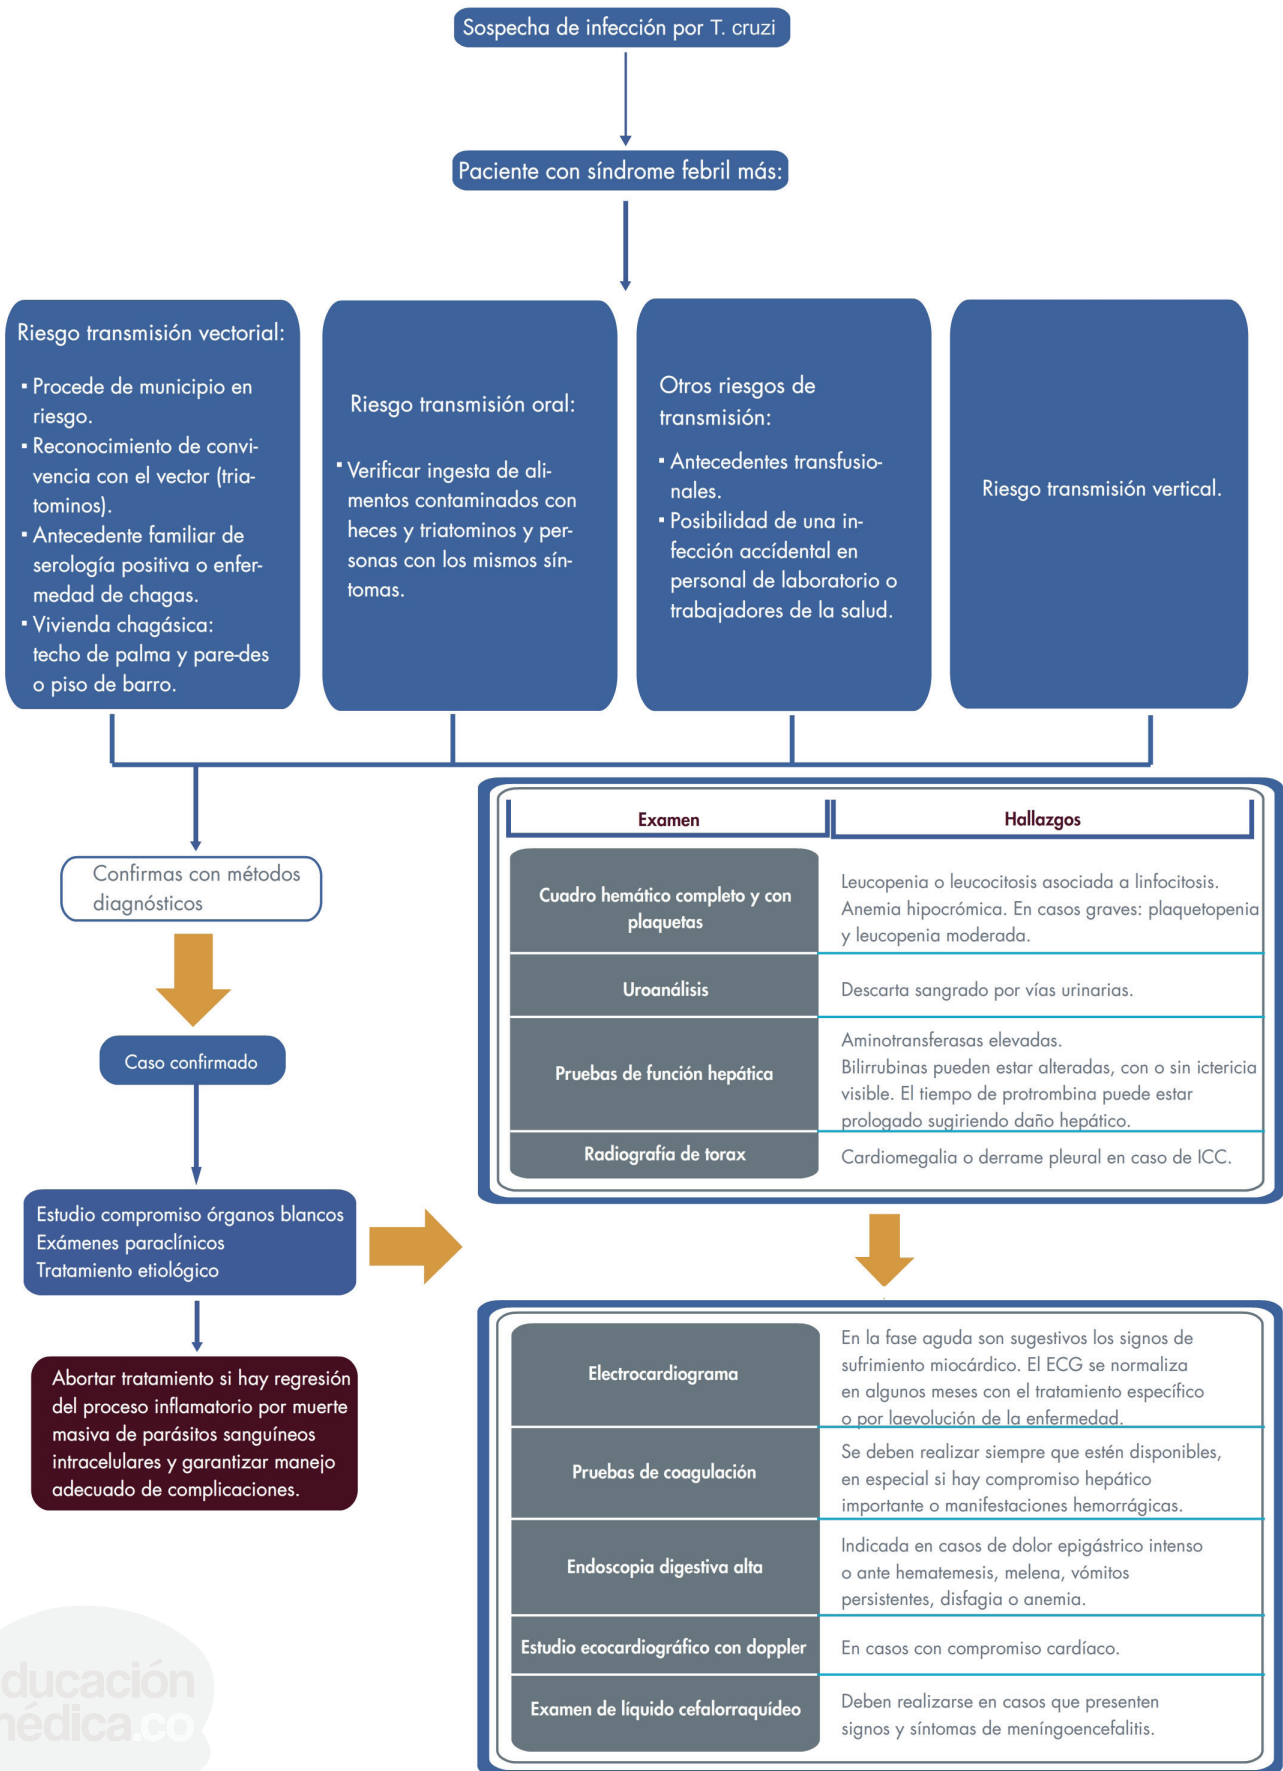 Sospecha de infección por T. cruzi
Paciente con síndrome febril más:
Riesgo transmisión vectorial:
▪ Procede de municipio en
riesgo.
▪ Reconocimiento de convi-
vencia con el vector (tria-
tominos).
▪ Antecedente familiar de
serología positiva o enfer-
medad de chagas.
▪ Vivienda chagásica:
techo de palma y pare-des
o piso de barro.
Riesgo transmisión oral:
▪ Verificar ingesta de ali-
mentos contaminados con
heces y triatominos y per-
sonas con los mismos sín-
tomas.
Otros riesgos de
transmisión:
▪ Antecedentes transfusio-
nales.
▪ Posibilidad de una in-
fección accídental en
personal de laboratorio o
trabajadores de la salud.
Riesgo transmisión vertical.
Confirmas con métodos
diagnósticos
Caso confirmado
Estudio compromiso órganos blancos
Exámenes paraclínicos
Tratamiento etiológico
Abortar tratamiento si hay regresión
del proceso inflamatorio por muerte
masiva de parásitos sanguíneos
intracelulares y garantizar manejo
adecuado de complicaciones.
Examen
Hallazgos
Cuadro hemático completo y con
plaquetas
Leucopenia o leucocitosis asociada a linfocitosis.
Anemia hipocrómica. En casos graves: plaquetopenia
y leucopenia moderada.
Uroanálisis
Descarta sangrado por vías urinarias.
Pruebas de función hepática
Aminotransferasas elevadas.
Bilirrubinas pueden estar alteradas, con o sin ictericia
visible. El tiempo de protrombina puede estar
prologado sugiriendo daño hepático.
Radiografía de torax
Cardiomegalia o derrame pleural en caso de ICC.
Electrocardiograma
En la fase aguda son sugestivos los signos de
sufrimiento miocárdico. El ECG se normaliza
en algunos meses con el tratamiento específico
o por laevolución de la enfermedad.
Pruebas de coagulación
Se deben realizar siempre que estén disponibles,
en especial si hay compromiso hepático
importante o manifestaciones hemorrágicas.
Endoscopia digestiva alta
Indicada en casos de dolor epigástrico intenso
o ante hematemesis, melena, vómitos
persistentes, disfagia o anemia.
Estudio ecocardiográfico con doppler
En casos con compromiso cardíaco.
Examen de líquido cefalorraquídeo
Deben realizarse en casos que presenten
signos y síntomas de meníngoencefalitis.
ducación
médica.co